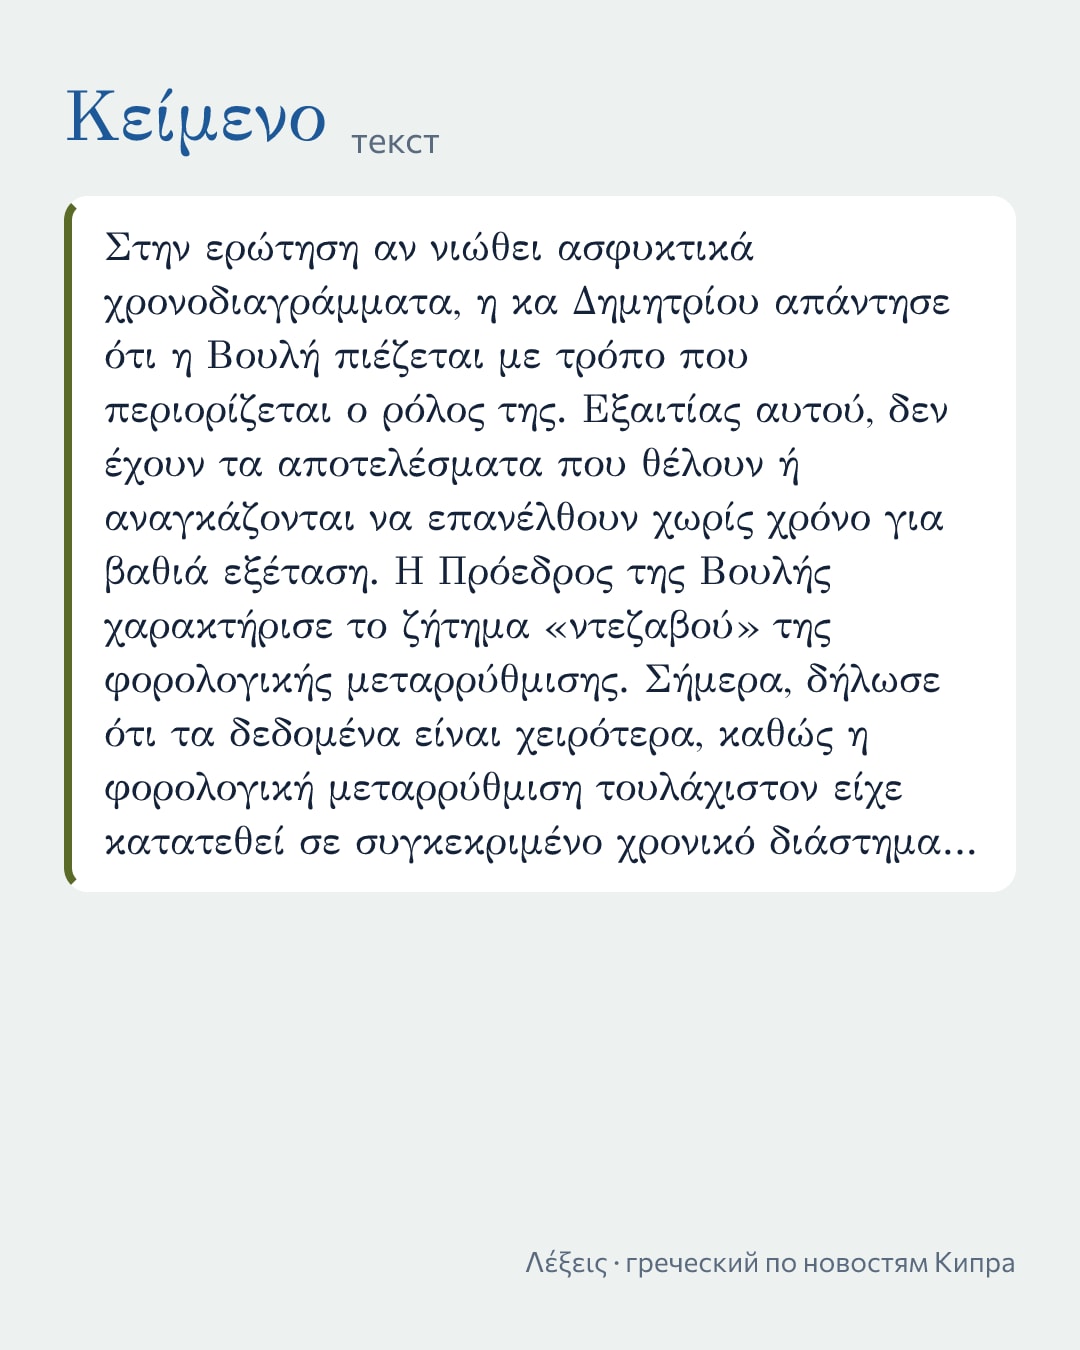 Κείμενο текст
Στην ερώτηση αν νιώθει ασφυκτικά
χρονοδιαγράμματα, η κα Δημητρίου απάντησε
ότι η Βουλή πιέζεται με τρόπο που
περιορίζεται ο ρόλος της. Εξαιτίας αυτού, δεν
έχουν τα αποτελέσματα που θέλουν ή
αναγκάζονται να επανέλθουν χωρίς χρόνο για
βαθιά εξέταση. Η Πρόεδρος της Βουλής
χαρακτήρισε το ζήτημα «ντεζαβού» της
φορολογικής μεταρρύθμισης. Σήμερα, δήλωσε
ότι τα δεδομένα είναι χειρότερα, καθώς η
φορολογική μεταρρύθμιση τουλάχιστον είχε
κατατεθεί σε συγκεκριμένο χρονικό διάστημα...
Λέξεις · греческий по новостям Кипра